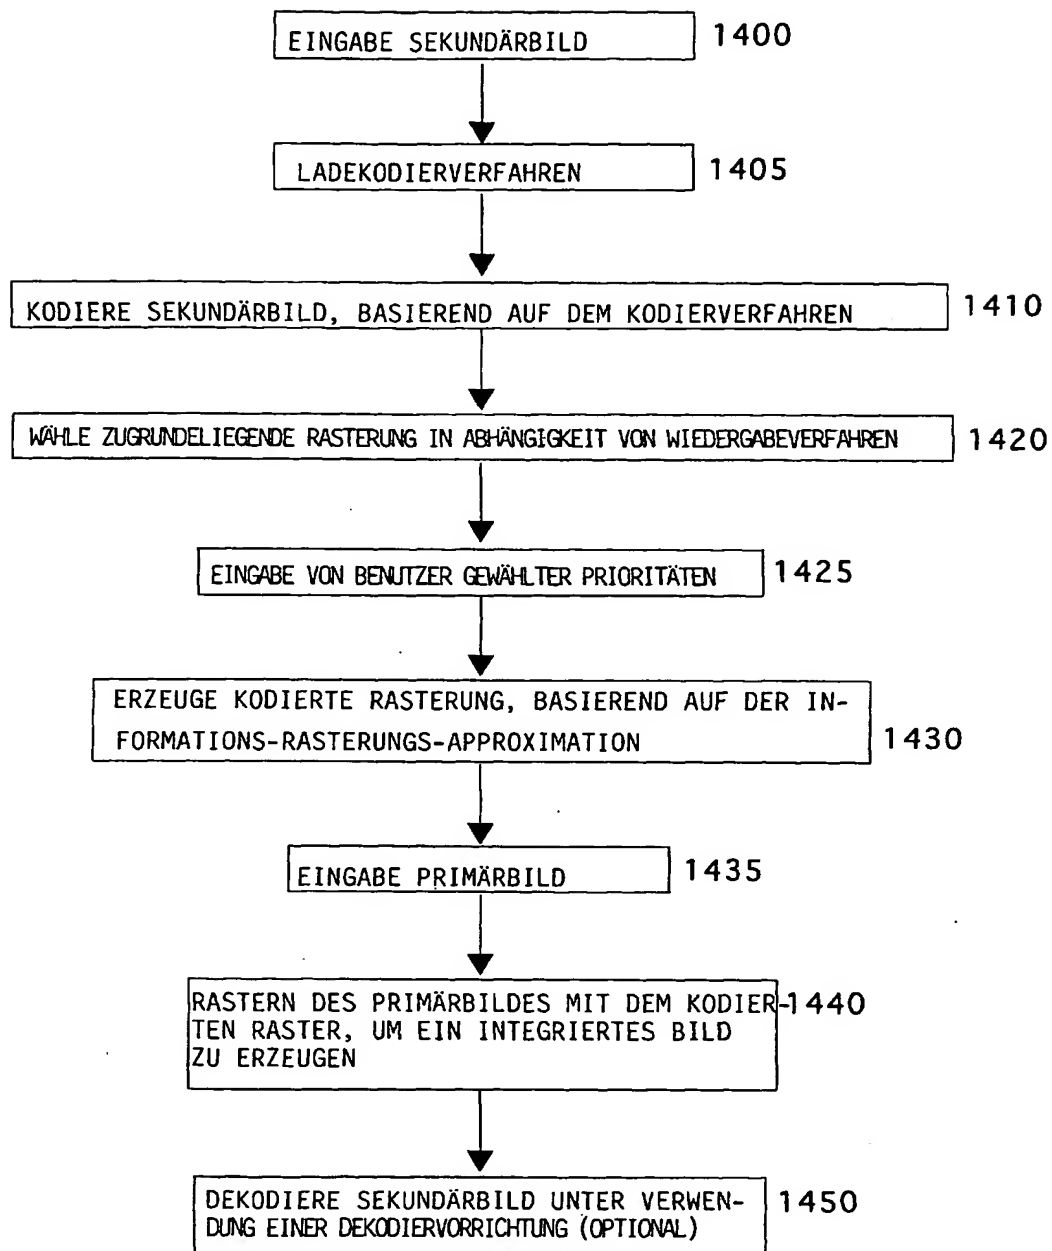 EINGABE SEKUNDÄRBILD 1400
LADEKODIERVERFAHREN 1405
KODIERE SEKUNDÄRBILD, BASIEREND AUF DEM KODIERVERFAHREN 1410
WÄHLE ZUGRUNDELIEGENDE RASTERUNG IN ABHÄNGIGKEIT VON WIEDERGABEVERFAHREN 1420
EINGABE VON BENUTZER GEWÄHLTER PRIORITÄTEN 1425
ERZEUGE KODIERTE RASTERUNG, BASIEREND AUF DER IN-
FORMATIONS-RASTERUNGS-APPROXIMATION 1430
EINGABE PRIMÄRBILD 1435
RASTERN DES PRIMÄRBILDES MIT DEM KODIER- 1440
TEN RASTER, UM EIN INTEGRIERTES BILD
ZU ERZEUGEN
DEKODIERE SEKUNDÄRBILD UNTER VERWEN- 1450
DUNG EINER DEKODIERVORRICHTUNG (OPTIONAL)